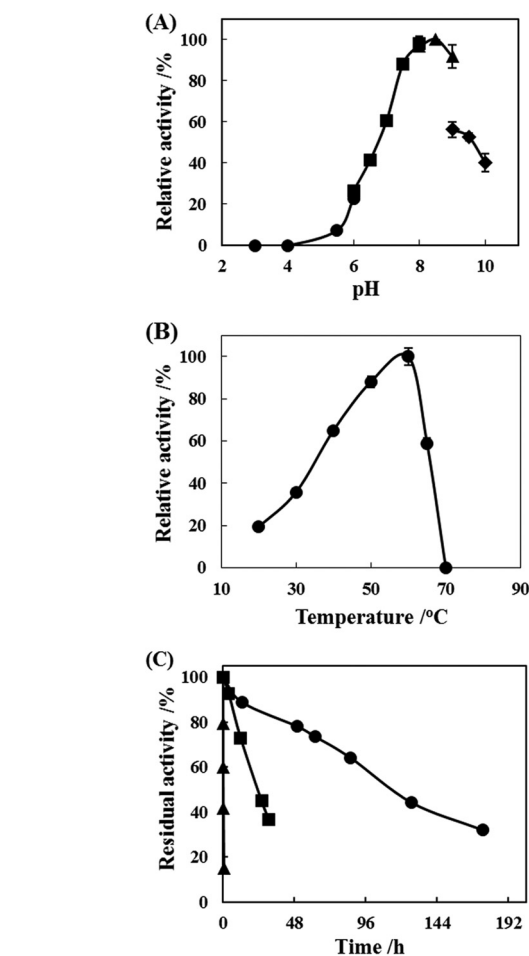 (A)
Relative activity /%
100
80
60
40
20
0
2 4 6 8 10
pH
(B)
Relative activity /%
100
80
60
40
20
0
10 30 50 70 90
Temperature /°C
(C)
Residual activity /%
100
80
60
40
20
0
0 48 96 144 192
Time /h